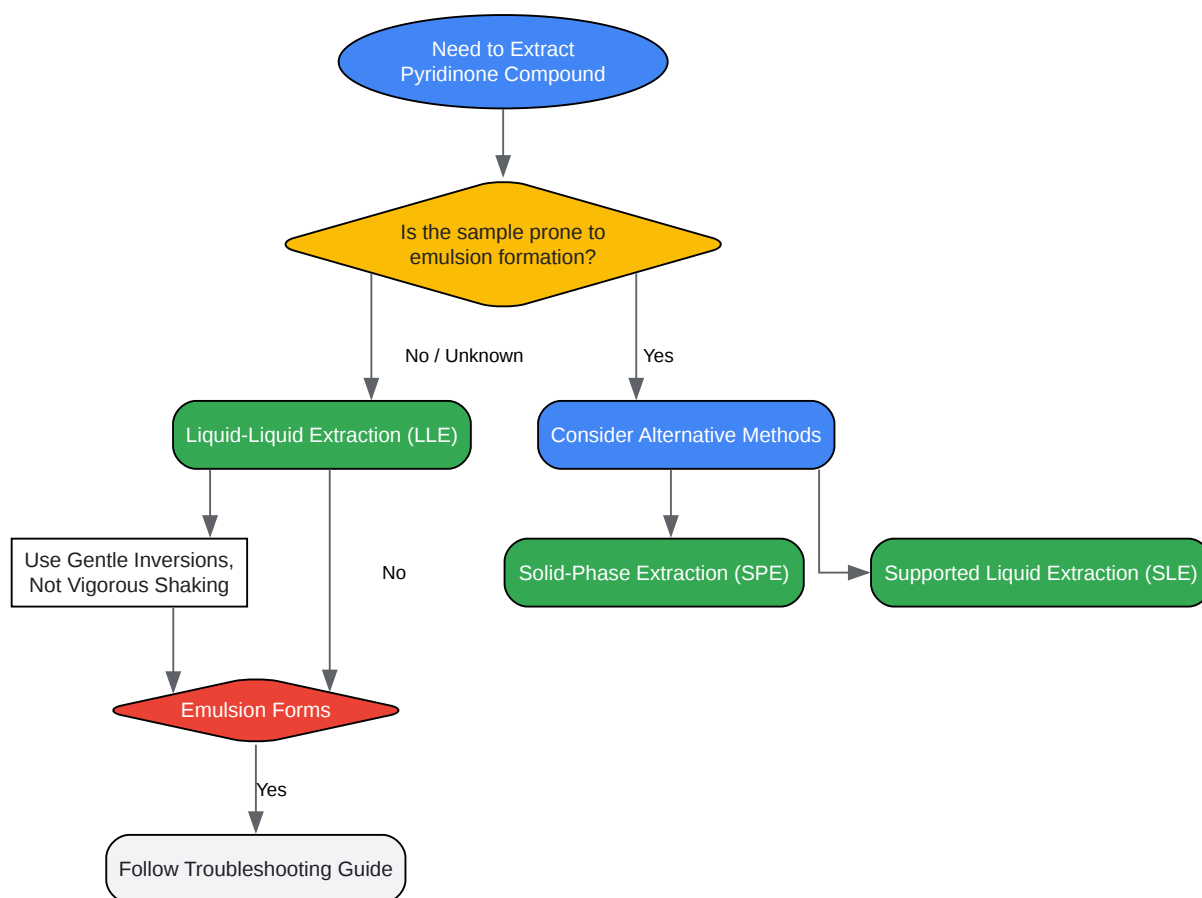 Need to Extract
Pyridinone Compound
Is the sample prone to
emulsion formation?
No / Unknown
Yes
Liquid-Liquid Extraction (LLE)
Consider Alternative Methods
Use Gentle Inversions,
Not Vigorous Shaking
No
Solid-Phase Extraction (SPE)
Supported Liquid Extraction (SLE)
Emulsion Forms
Yes
Follow Troubleshooting Guide